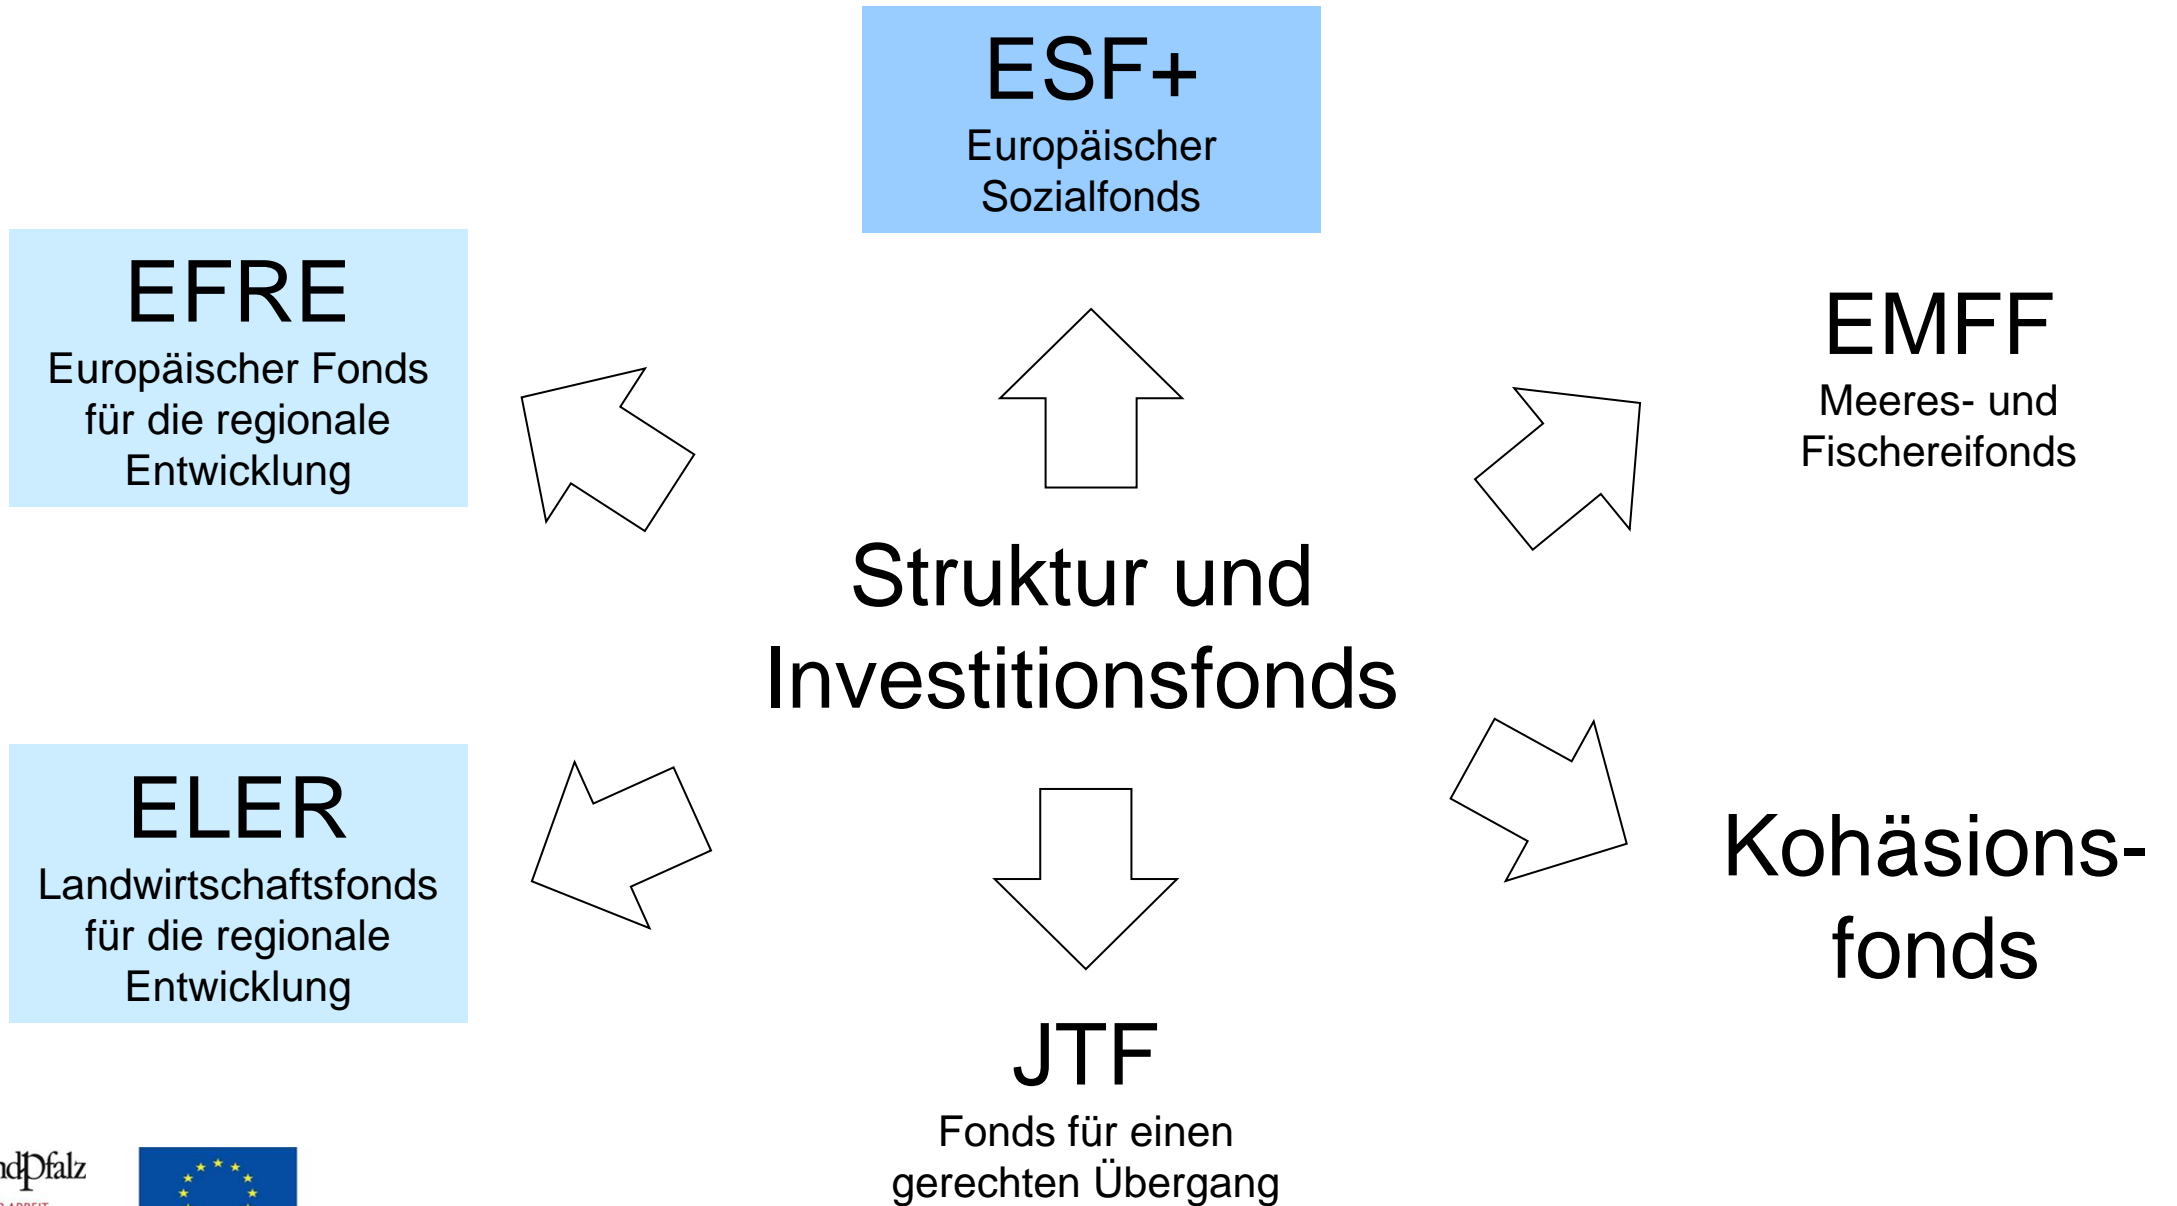 ESF+
Europäischer
Sozialfonds
EFRE
Europäischer Fonds
für die regionale
Entwicklung
EMFF
Meeres- und
Fischereifonds
Struktur und
Investitionsfonds
ELER
Landwirtschaftsfonds
für die regionale
Entwicklung
Kohäsions-
fonds
JTF
Fonds für einen
gerechten Übergang